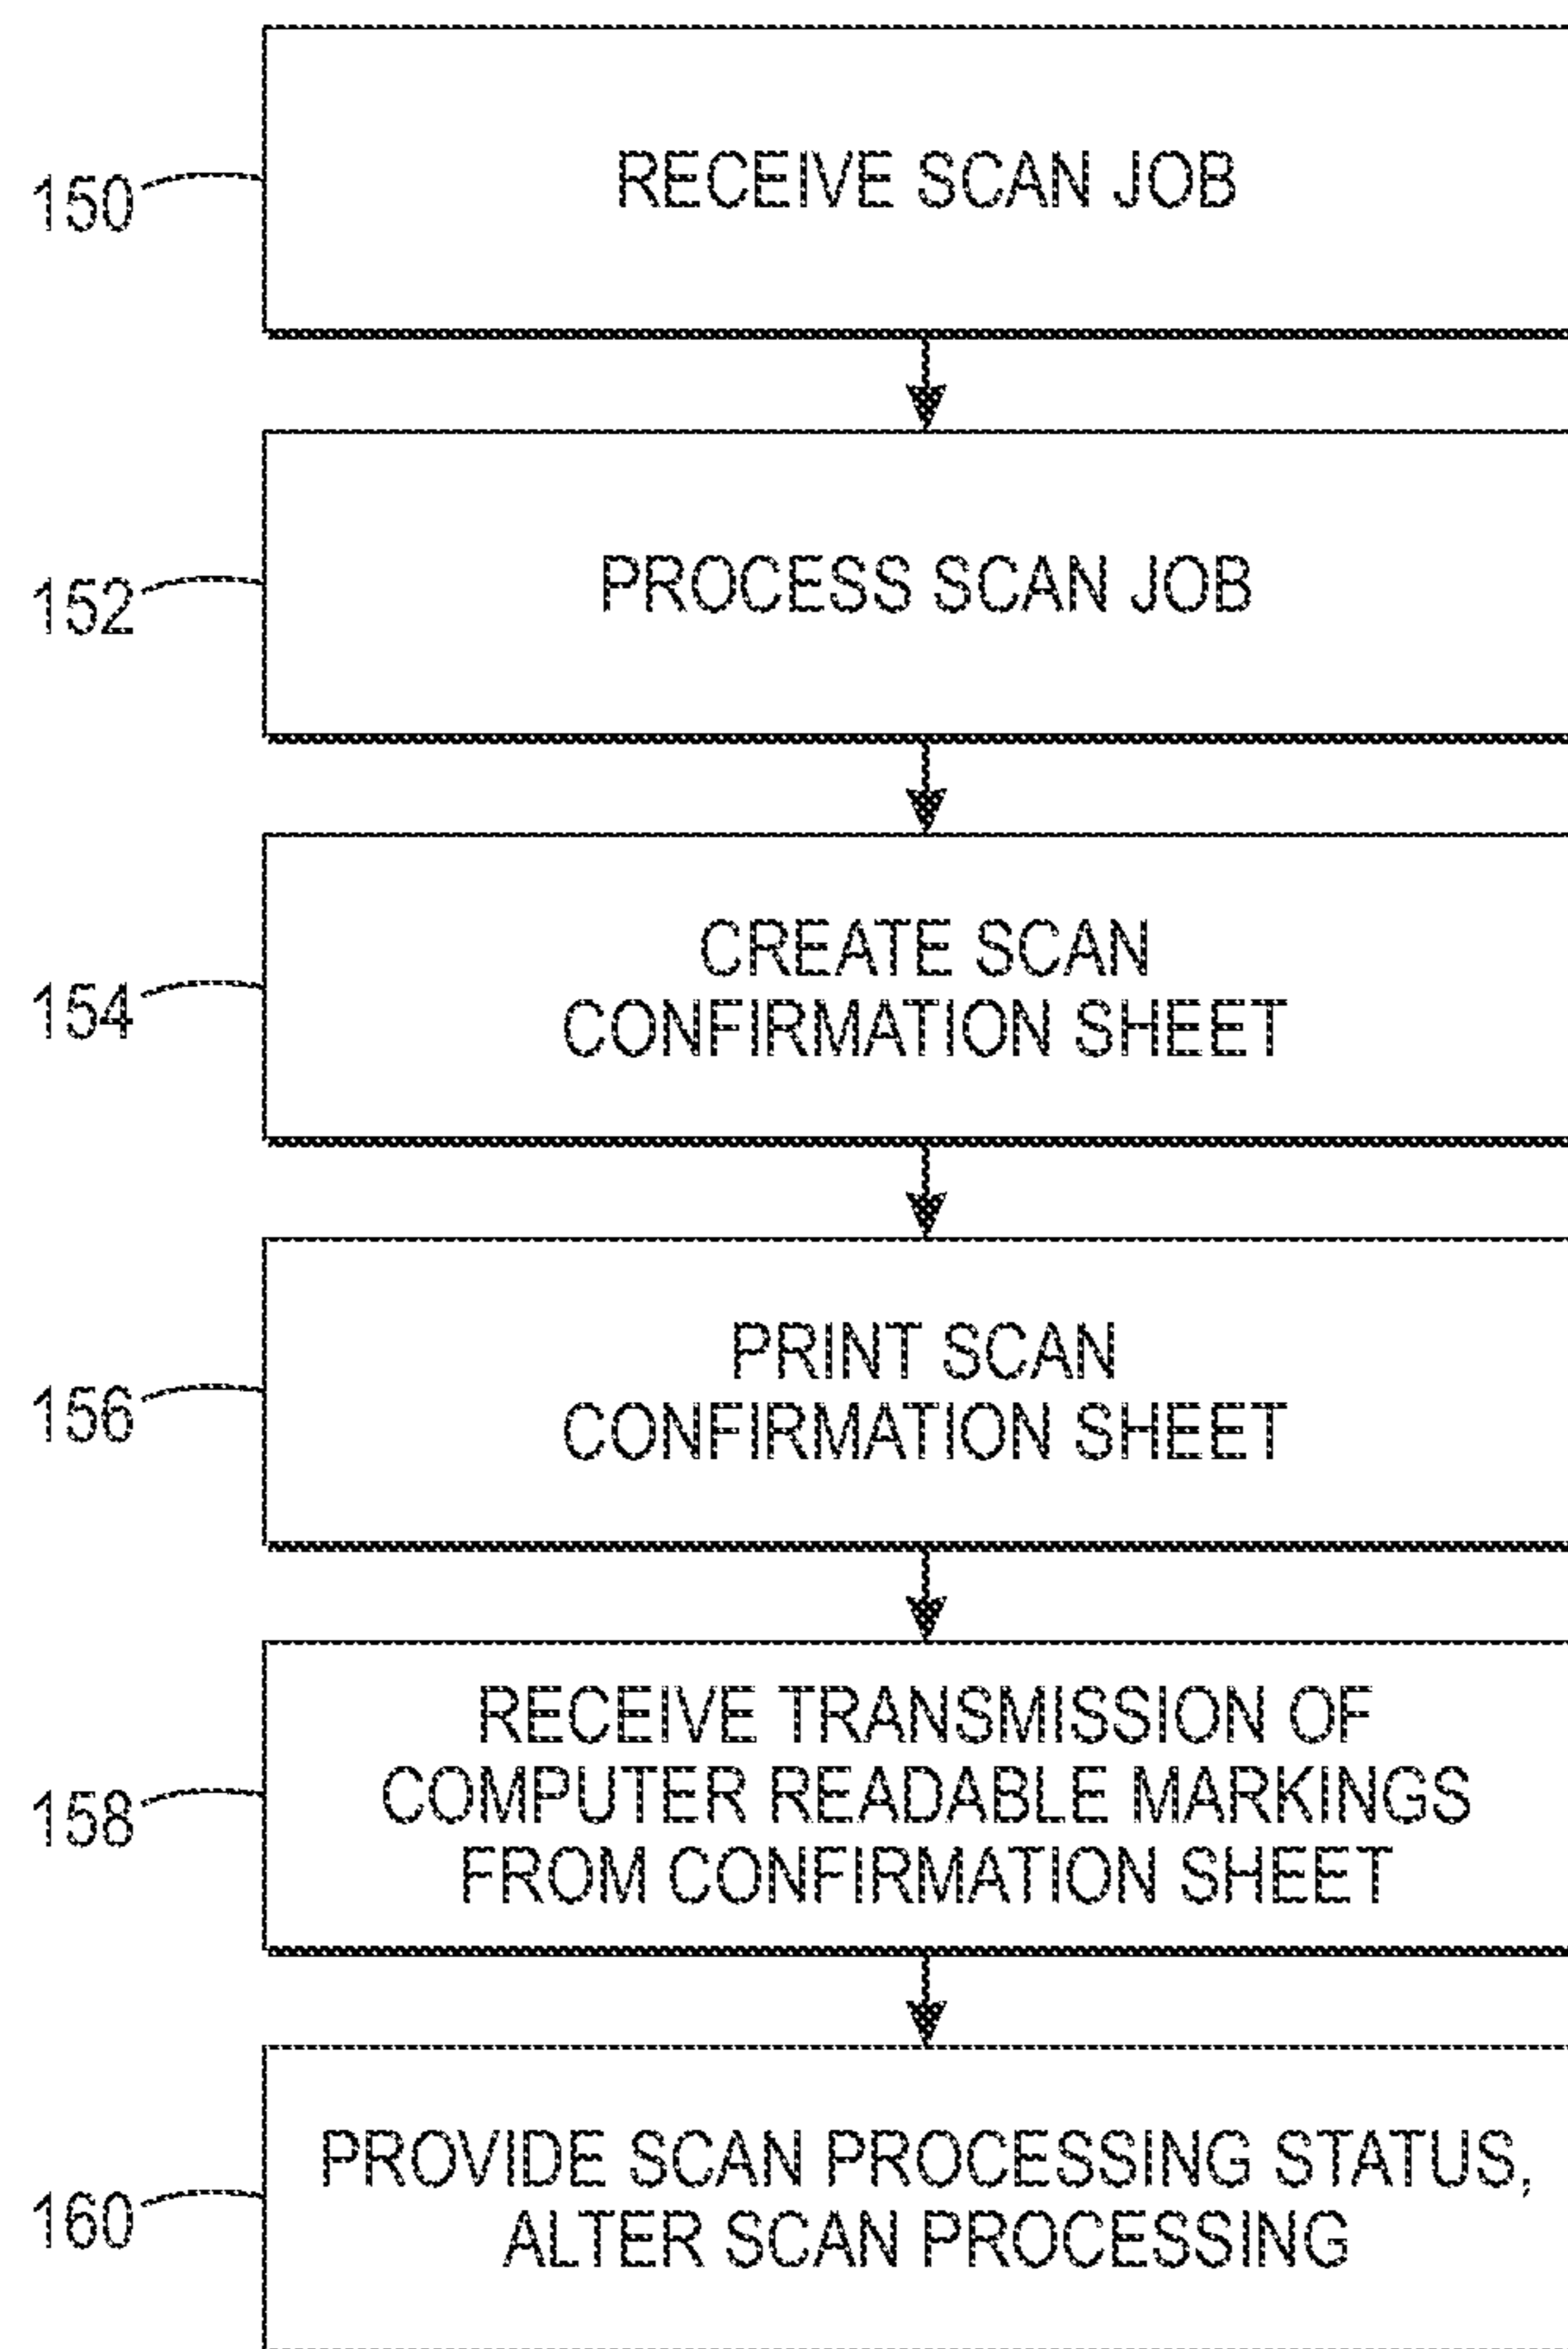 150
RECEIVE SCAN JOB
152
PROCESS SCAN JOB
154
CREATE SCAN
CONFIRMATION SHEET
156
PRINT SCAN
CONFIRMATION SHEET
158
RECEIVE TRANSMISSION OF
COMPUTER READABLE MARKINGS
FROM CONFIRMATION SHEET
160
PROVIDE SCAN PROCESSING STATUS,
ALTER SCAN PROCESSING